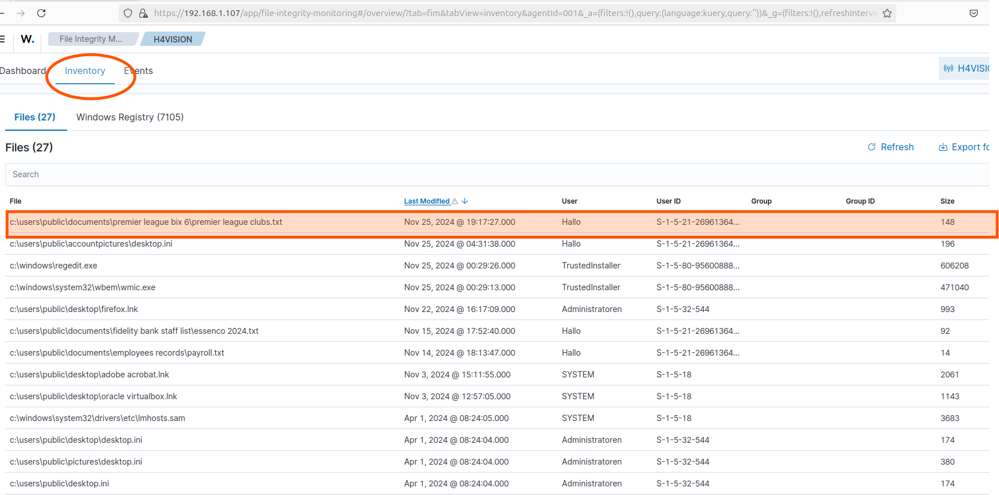 https://192.168.1.107/app/file-integrity-monitoring#/overview/?tab=fim&tabView=inventory&agentId=001&_a=(filters:!(),query:(language:kuery,query:''))&_g=(filters:!(),refreshInterva
W. File Integrity M... H4VISION
Dashboard Inventory Events H4VISIO
Files (27) Windows Registry (7105)
Files (27) Refresh Export fo
Search
File Last Modified User User ID Group Group ID Size
c:\users\public\documents\premier league bix 6\premier league clubs.txt Nov 25, 2024 @ 19:17:27.000 Hallo S-1-5-21-26961364... 148
c:\users\public\accountpictures\desktop.ini Nov 25, 2024 @ 04:31:38.000 Hallo S-1-5-21-26961364... 196
c:\windows\regedit.exe Nov 25, 2024 @ 00:29:26.000 TrustedInstaller S-1-5-80-95600888... 606208
c:\windows\system32\wbem\wmic.exe Nov 25, 2024 @ 00:29:13.000 TrustedInstaller S-1-5-80-95600888... 471040
c:\users\public\desktop\firefox.lnk Nov 22, 2024 @ 16:17:09.000 Administratoren S-1-5-32-544 993
c:\users\public\documents\fidelity bank staff list\essenco 2024.txt Nov 15, 2024 @ 17:52:40.000 Hallo S-1-5-21-26961364... 92
c:\users\public\documents\employees records\payroll.txt Nov 14, 2024 @ 18:13:47.000 Hallo S-1-5-21-26961364... 14
c:\users\public\desktop\adobe acrobat.lnk Nov 3, 2024 @ 15:11:55.000 SYSTEM S-1-5-18 2061
c:\users\public\desktop\oracle virtualbox.lnk Nov 3, 2024 @ 12:57:05.000 SYSTEM S-1-5-18 1143
c:\windows\system32\drivers\etc\lmhosts.sam Apr 1, 2024 @ 08:24:05.000 SYSTEM S-1-5-18 3683
c:\users\public\desktop\desktop.ini Apr 1, 2024 @ 08:24:04.000 Administratoren S-1-5-32-544 174
c:\users\public\pictures\desktop.ini Apr 1, 2024 @ 08:24:04.000 Administratoren S-1-5-32-544 380
c:\users\public\desktop.ini Apr 1, 2024 @ 08:24:04.000 Administratoren S-1-5-32-544 174